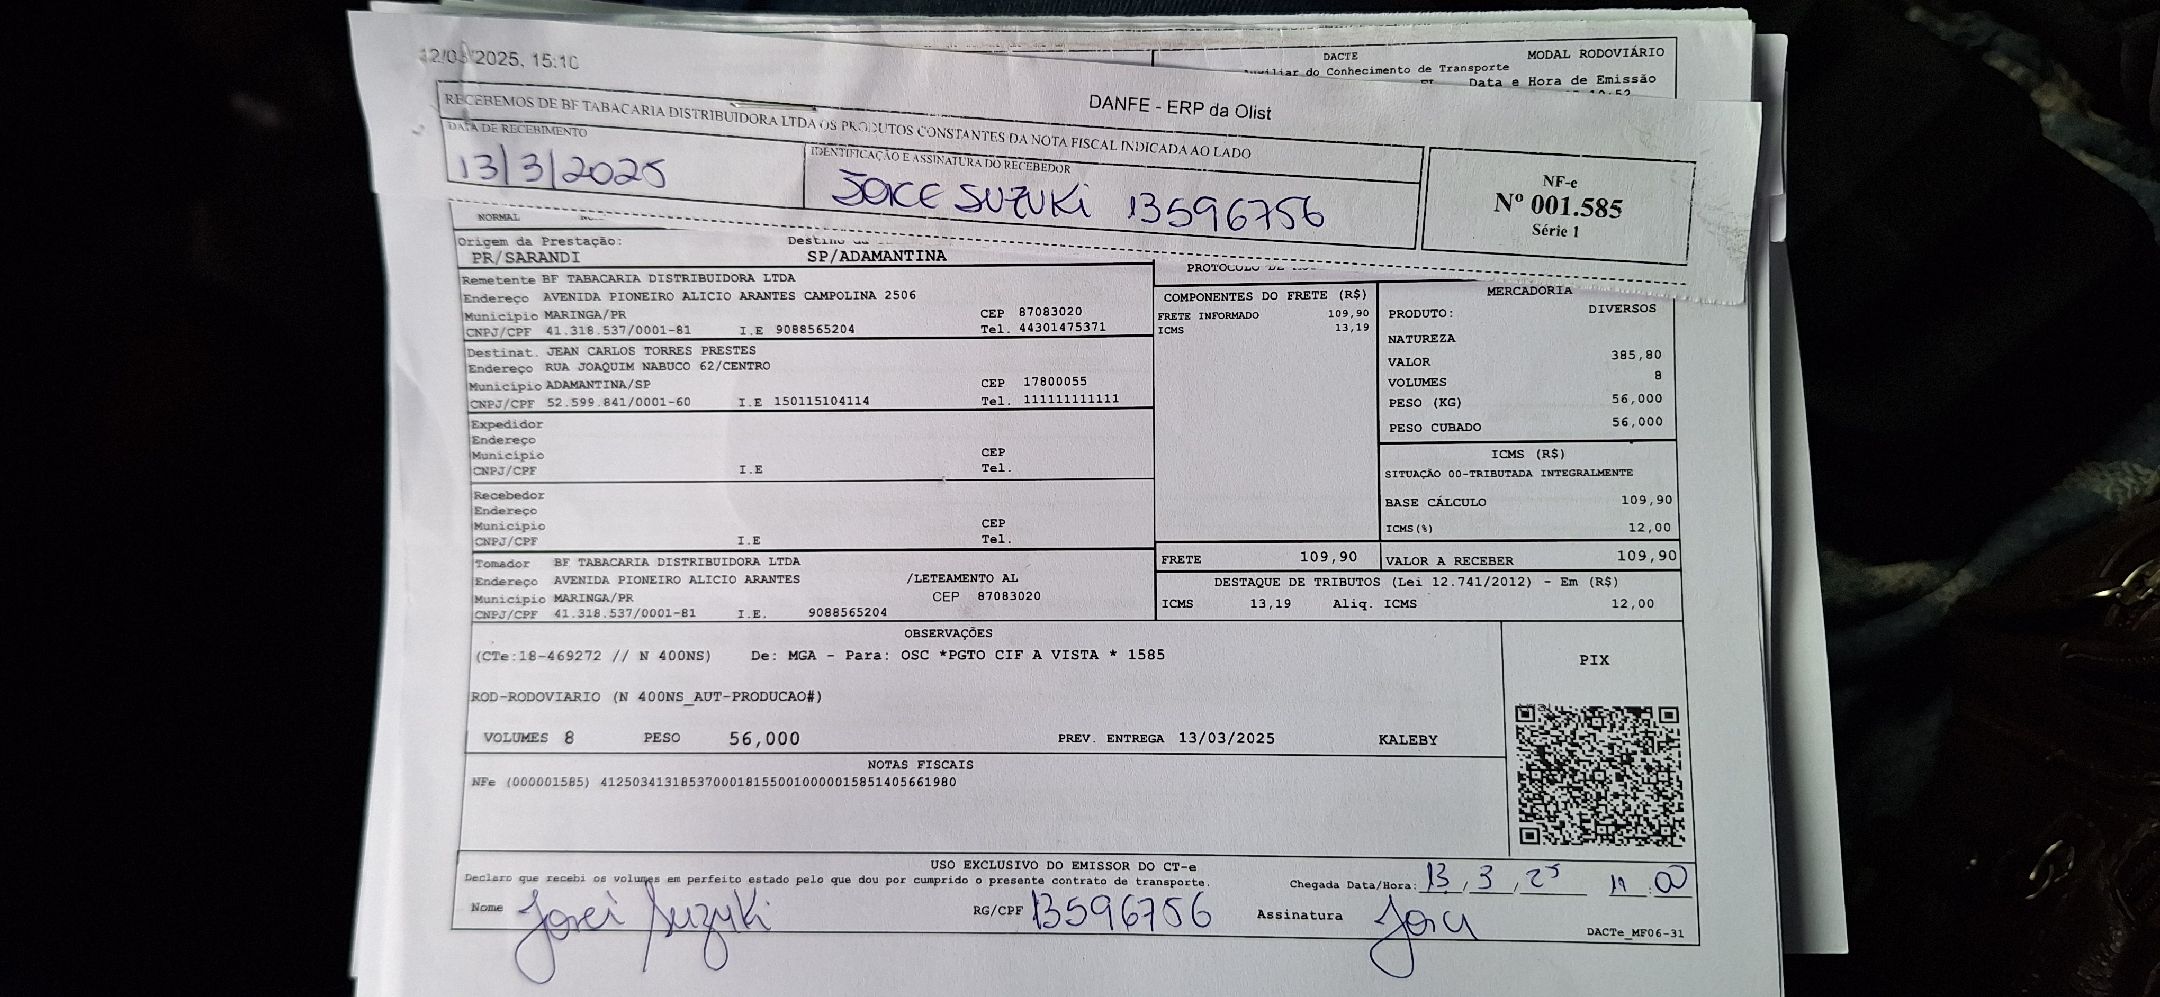 12/03/2025, 15:10
DACTE
MODAL RODOVIÁRIO
do Conhecimento de Transporte
Data e Hora de Emissão
DANFE - ERP da Olist
RECEBEMOS DE BF TABACARIA DISTRIBUIDORA LTDA OS PRODUTOS CONSTANTES DA NOTA FISCAL INDICADA AO LADO
DATA DE RECEBIMENTO
13/3/2025
IDENTIFICAÇÃO E ASSINATURA DO RECEBEDOR
JOICE SUZUKI 13596756
NF-e
Nº 001.585
Série 1
NORMAL
Origem da Prestação:
PR/SARANDI
SP/ADAMANTINA
Remetente BF TABACARIA DISTRIBUIDORA LTDA
Endereço AVENIDA PIONEIRO ALICIO ARANTES CAMPOLINA 2506
Município MARINGA/PR CEP 87083020
CNPJ/CPF 41.318.537/0001-81 I.E 9088565204 Tel. 44301475371
Destinat. JEAN CARLOS TORRES PRESTES
Endereço RUA JOAQUIM NABUCO 62/CENTRO
Município ADAMANTINA/SP CEP 17800055
CNPJ/CPF 52.599.841/0001-60 I.E 150115104114 Tel. 111111111111
Expedidor
Endereço
Município CEP
CNPJ/CPF I.E Tel.
Recebedor
Endereço
Município CEP
CNPJ/CPF I.E Tel.
Tomador BF TABACARIA DISTRIBUIDORA LTDA
Endereço AVENIDA PIONEIRO ALICIO ARANTES /LETEAMENTO AL
Município MARINGA/PR CEP 87083020
CNPJ/CPF 41.318.537/0001-81 I.E. 9088565204
COMPONENTES DO FRETE (R$)
FRETE INFORMADO 109,90
ICMS 13,19
MERCADORIA
PRODUTO: DIVERSOS
NATUREZA
VALOR 385,80
VOLUMES 8
PESO (KG) 56,000
PESO CUBADO 56,000
ICMS (R$)
SITUAÇÃO 00-TRIBUTADA INTEGRALMENTE
BASE CÁLCULO 109,90
ICMS(%) 12,00
FRETE 109,90
VALOR A RECEBER 109,90
DESTAQUE DE TRIBUTOS (Lei 12.741/2012) - Em (R$)
ICMS 13,19 Aliq. ICMS 12,00
OBSERVAÇÕES
(CTe:18-469272 // N 400NS) De: MGA - Para: OSC *PGTO CIF A VISTA * 1585
ROD-RODOVIARIO (N 400NS_AUT-PRODUCAO#)
VOLUMES 8 PESO 56,000 PREV. ENTREGA 13/03/2025 KALEBY
PIX
NOTAS FISCAIS
NFe (000001585) 41250341318537000181550010000015851405661980
USO EXCLUSIVO DO EMISSOR DO CT-e
Declaro que recebi os volumes em perfeito estado pelo que dou por cumprido o presente contrato de transporte.
Chegada Data/Hora: 13, 3, 25 11 00
Nome Joice Suzuki RG/CPF 13596756 Assinatura
DACTe_MF06-31